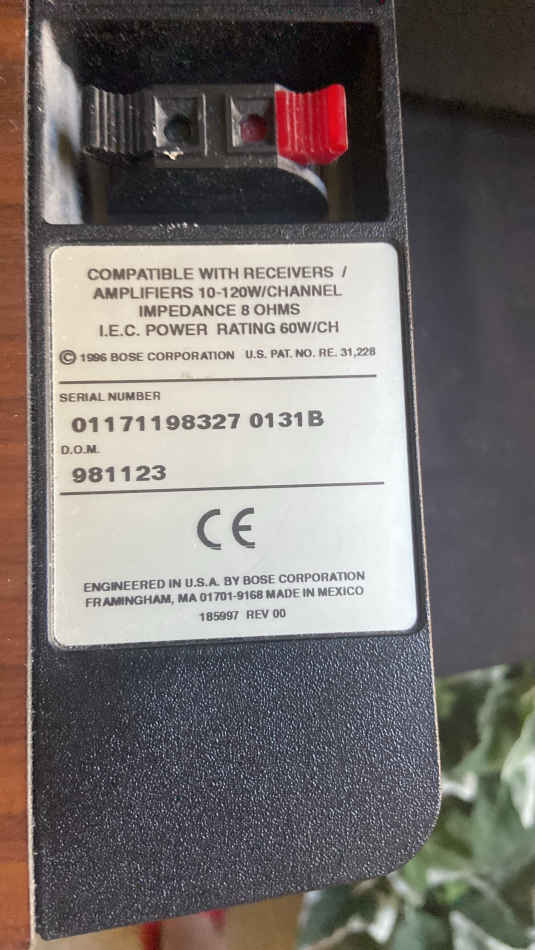 COMPATIBLE WITH RECEIVERS /
AMPLIFIERS 10-120W/CHANNEL
IMPEDANCE 8 OHMS
I.E.C. POWER RATING 60W/CH
© 1996 BOSE CORPORATION U.S. PAT. NO. RE. 31,228
SERIAL NUMBER
01171198327 0131B
D.O.M.
981123
CE
ENGINEERED IN U.S.A. BY BOSE CORPORATION
FRAMINGHAM, MA 01701-9168 MADE IN MEXICO
185997 REV 00